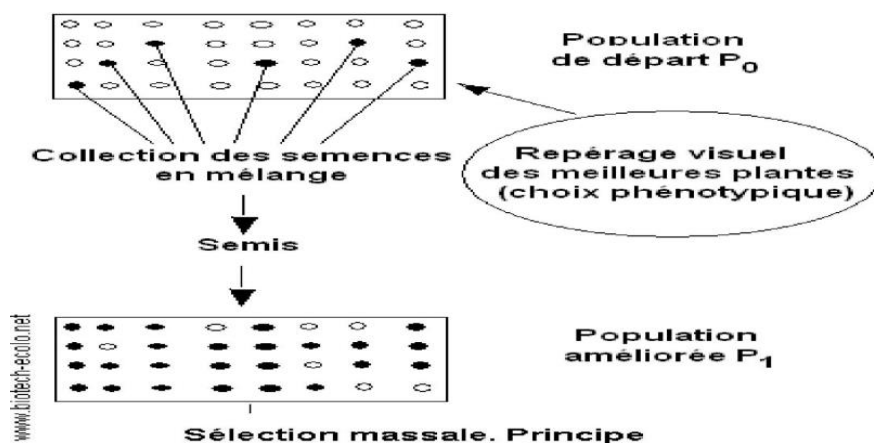 Population
de départ P0
Collection des semences
en mélange
Repérage visuel
des meilleures plantes
(choix phénotypique)
Semis
Population
améliorée P1
www.biotech-ecolo.net
Sélection massale. Principe